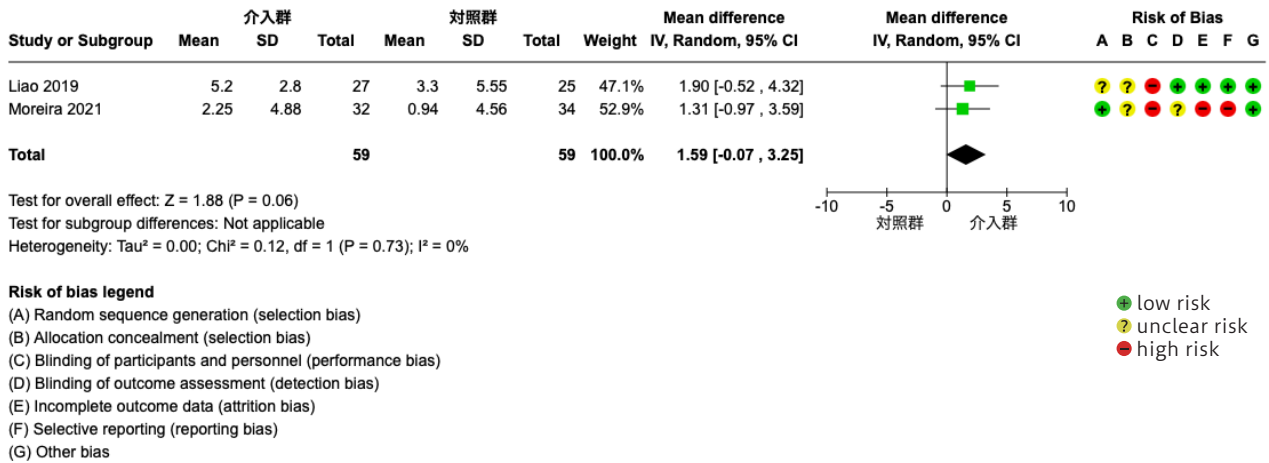 介入群 対照群 Mean difference Mean difference Risk of Bias
Study or Subgroup Mean SD Total Mean SD Total Weight IV, Random, 95% CI IV, Random, 95% CI A B C D E F G
Liao 2019 5.2 2.8 27 3.3 5.55 25 47.1% 1.90 [-0.52 , 4.32] ? ? − + + + +
Moreira 2021 2.25 4.88 32 0.94 4.56 34 52.9% 1.31 [-0.97 , 3.59] + ? − ? − − +
Total 59 59 100.0% 1.59 [-0.07 , 3.25]
Test for overall effect: Z = 1.88 (P = 0.06)
Test for subgroup differences: Not applicable
Heterogeneity: Tau² = 0.00; Chi² = 0.12, df = 1 (P = 0.73); I² = 0%
-10 -5 0 5 10
対照群 介入群
Risk of bias legend
(A) Random sequence generation (selection bias)
(B) Allocation concealment (selection bias)
(C) Blinding of participants and personnel (performance bias)
(D) Blinding of outcome assessment (detection bias)
(E) Incomplete outcome data (attrition bias)
(F) Selective reporting (reporting bias)
(G) Other bias
+ low risk
? unclear risk
− high risk